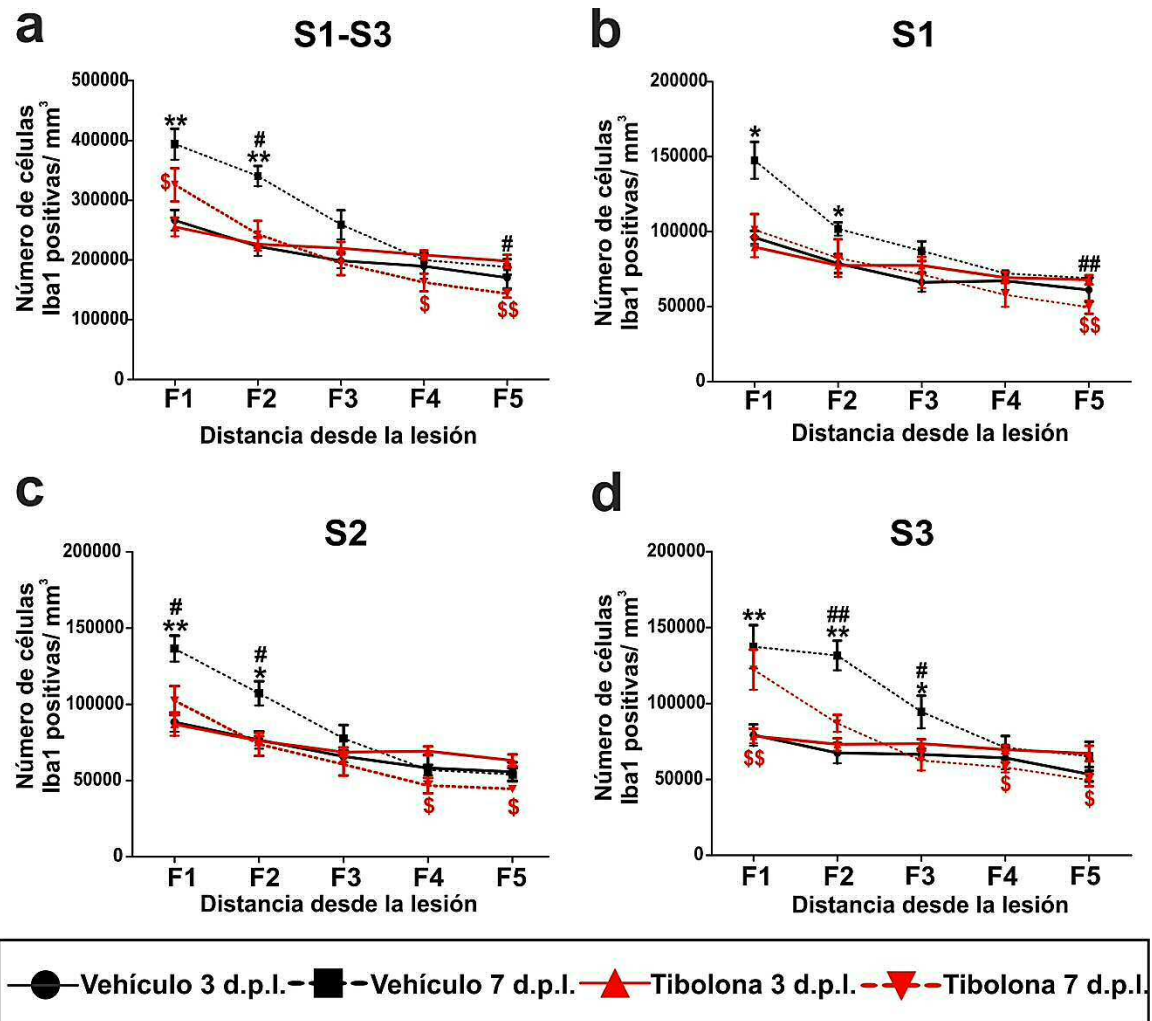 a
S1-S3
500000
400000
300000
200000
100000
0
Número de células
Iba1 positivas/ mm³
**
#
**
#
$
$
$$
F1 F2 F3 F4 F5
Distancia desde la lesión
b
S1
200000
150000
100000
50000
0
Número de células
Iba1 positivas/ mm³
*
*
##
$$
F1 F2 F3 F4 F5
Distancia desde la lesión
c
S2
200000
150000
100000
50000
0
Número de células
Iba1 positivas/ mm³
#
**
#
*
$
$
F1 F2 F3 F4 F5
Distancia desde la lesión
d
S3
200000
150000
100000
50000
0
Número de células
Iba1 positivas/ mm³
**
##
**
#
*
$$
$
$
F1 F2 F3 F4 F5
Distancia desde la lesión
Vehículo 3 d.p.l. Vehículo 7 d.p.l. Tibolona 3 d.p.l. Tibolona 7 d.p.l.